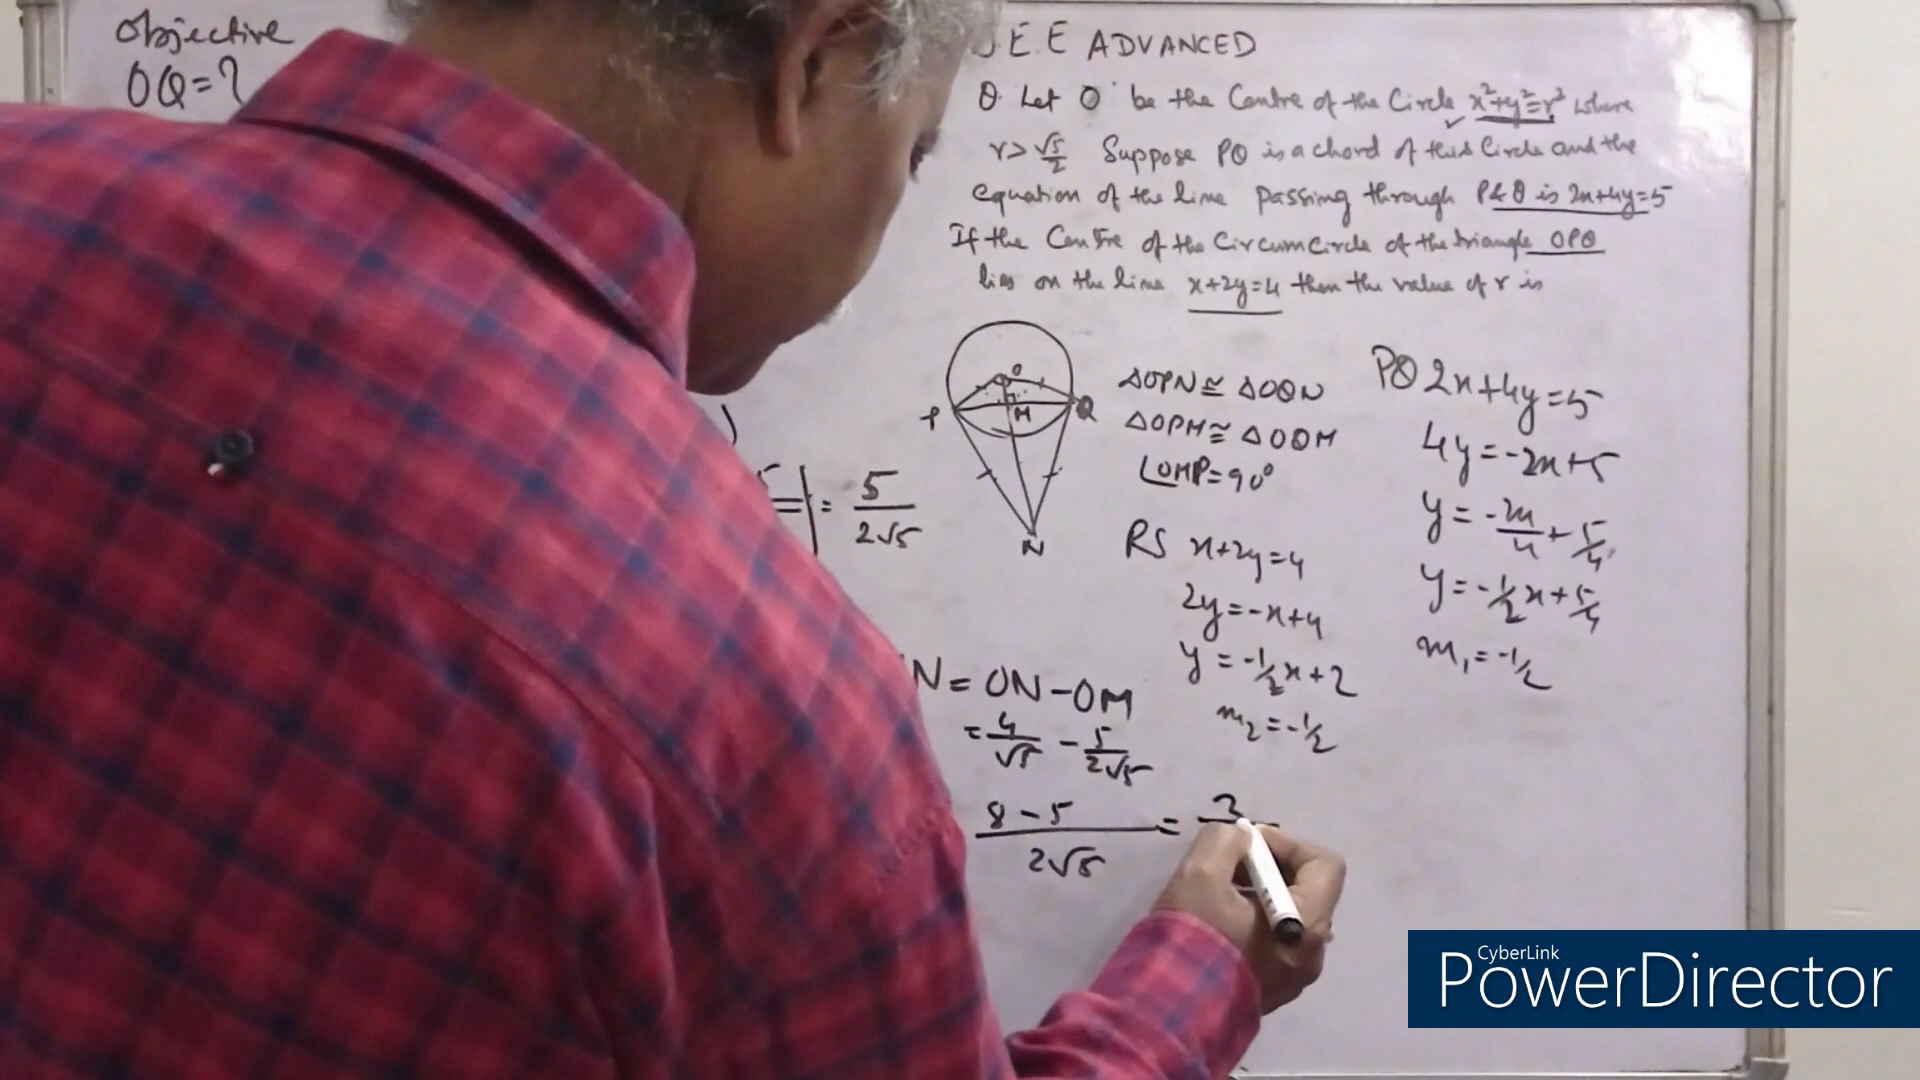 Objective
OQ=?
J.E.E ADVANCED
Q. Let O be the Centre of the Circle x²+y²=r² where
r>√5/2 Suppose PQ is a chord of this Circle and the
equation of the line passing through P&Q is 2x+4y=5
If the Centre of the Circumcircle of the triangle OPQ
lies on the line x+2y=4 then the value of r is
O
P
M
Q
N
△OPN≅△OQN
△OPM≅△OQM
∠OMP=90°
PQ 2x+4y=5
4y=-2x+5
y=-2x/4+5/4
y=-1/2x+5/4
m₁=-1/2
= 5/2√5
RS x+2y=4
2y=-x+4
y=-1/2x+2
m₂=-1/2
N=ON-OM
=4/√5 - 5/2√5
8-5/2√5 = 3
CyberLink
PowerDirector